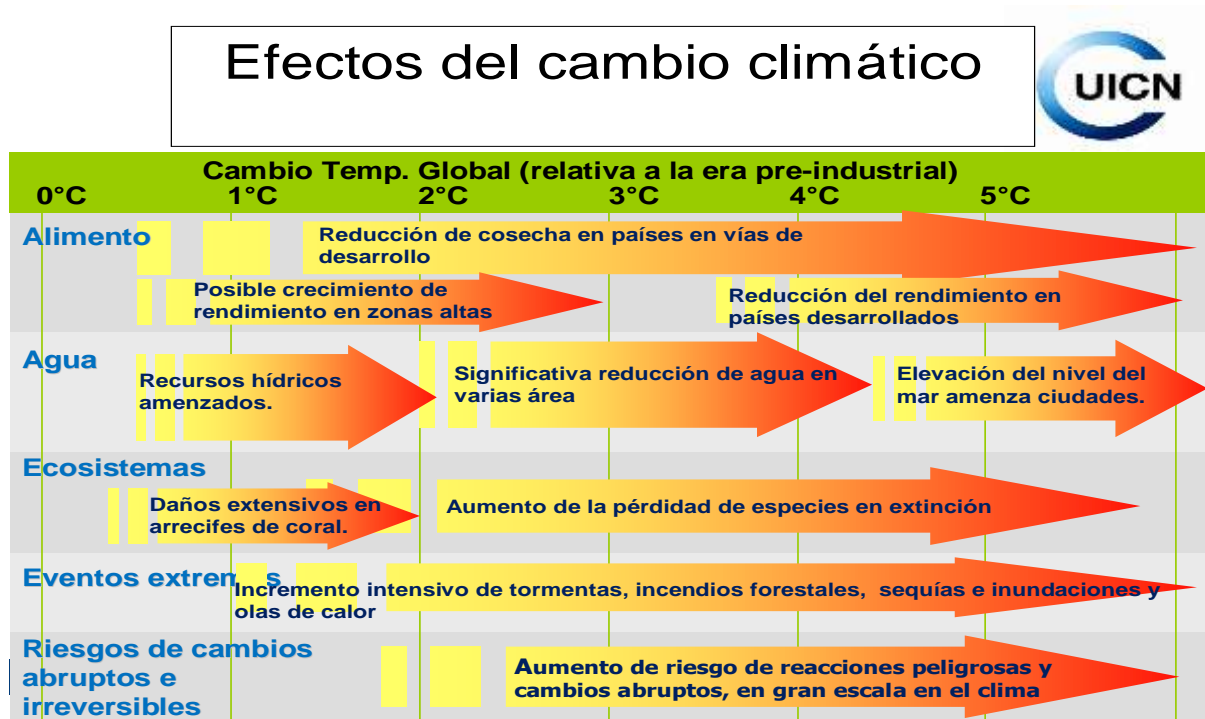 Efectos del cambio climático
UICN
Cambio Temp. Global (relativa a la era pre-industrial)
0°C 1°C 2°C 3°C 4°C 5°C
Alimento
Reducción de cosecha en países en vías de
desarrollo
Posible crecimiento de
rendimiento en zonas altas
Reducción del rendimiento en
países desarrollados
Agua
Recursos hídricos
amenzados.
Significativa reducción de agua en
varias área
Elevación del nivel del
mar amenza ciudades.
Ecosistemas
Daños extensivos en
arrecifes de coral.
Aumento de la pérdidad de especies en extinción
Eventos extremos
Incremento intensivo de tormentas, incendios forestales, sequías e inundaciones y
olas de calor
Riesgos de cambios
abruptos e
irreversibles
Aumento de riesgo de reacciones peligrosas y
cambios abruptos, en gran escala en el clima